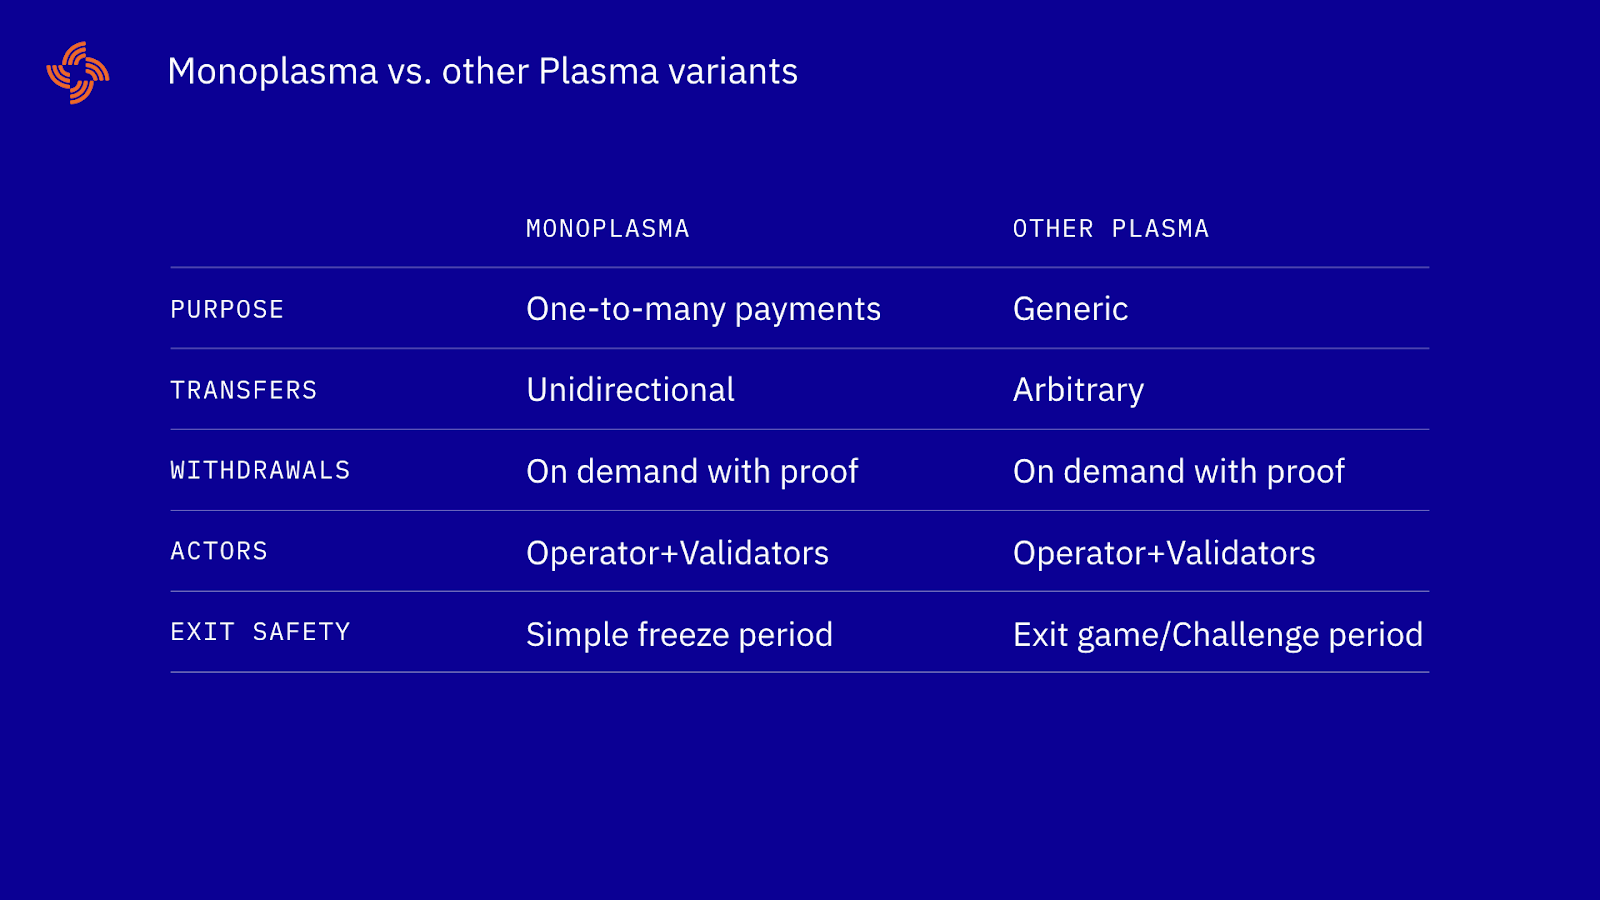 Monoplasma vs. other Plasma variants
MONOPLASMA OTHER PLASMA
PURPOSE One-to-many payments Generic
TRANSFERS Unidirectional Arbitrary
WITHDRAWALS On demand with proof On demand with proof
ACTORS Operator+Validators Operator+Validators
EXIT SAFETY Simple freeze period Exit game/Challenge period